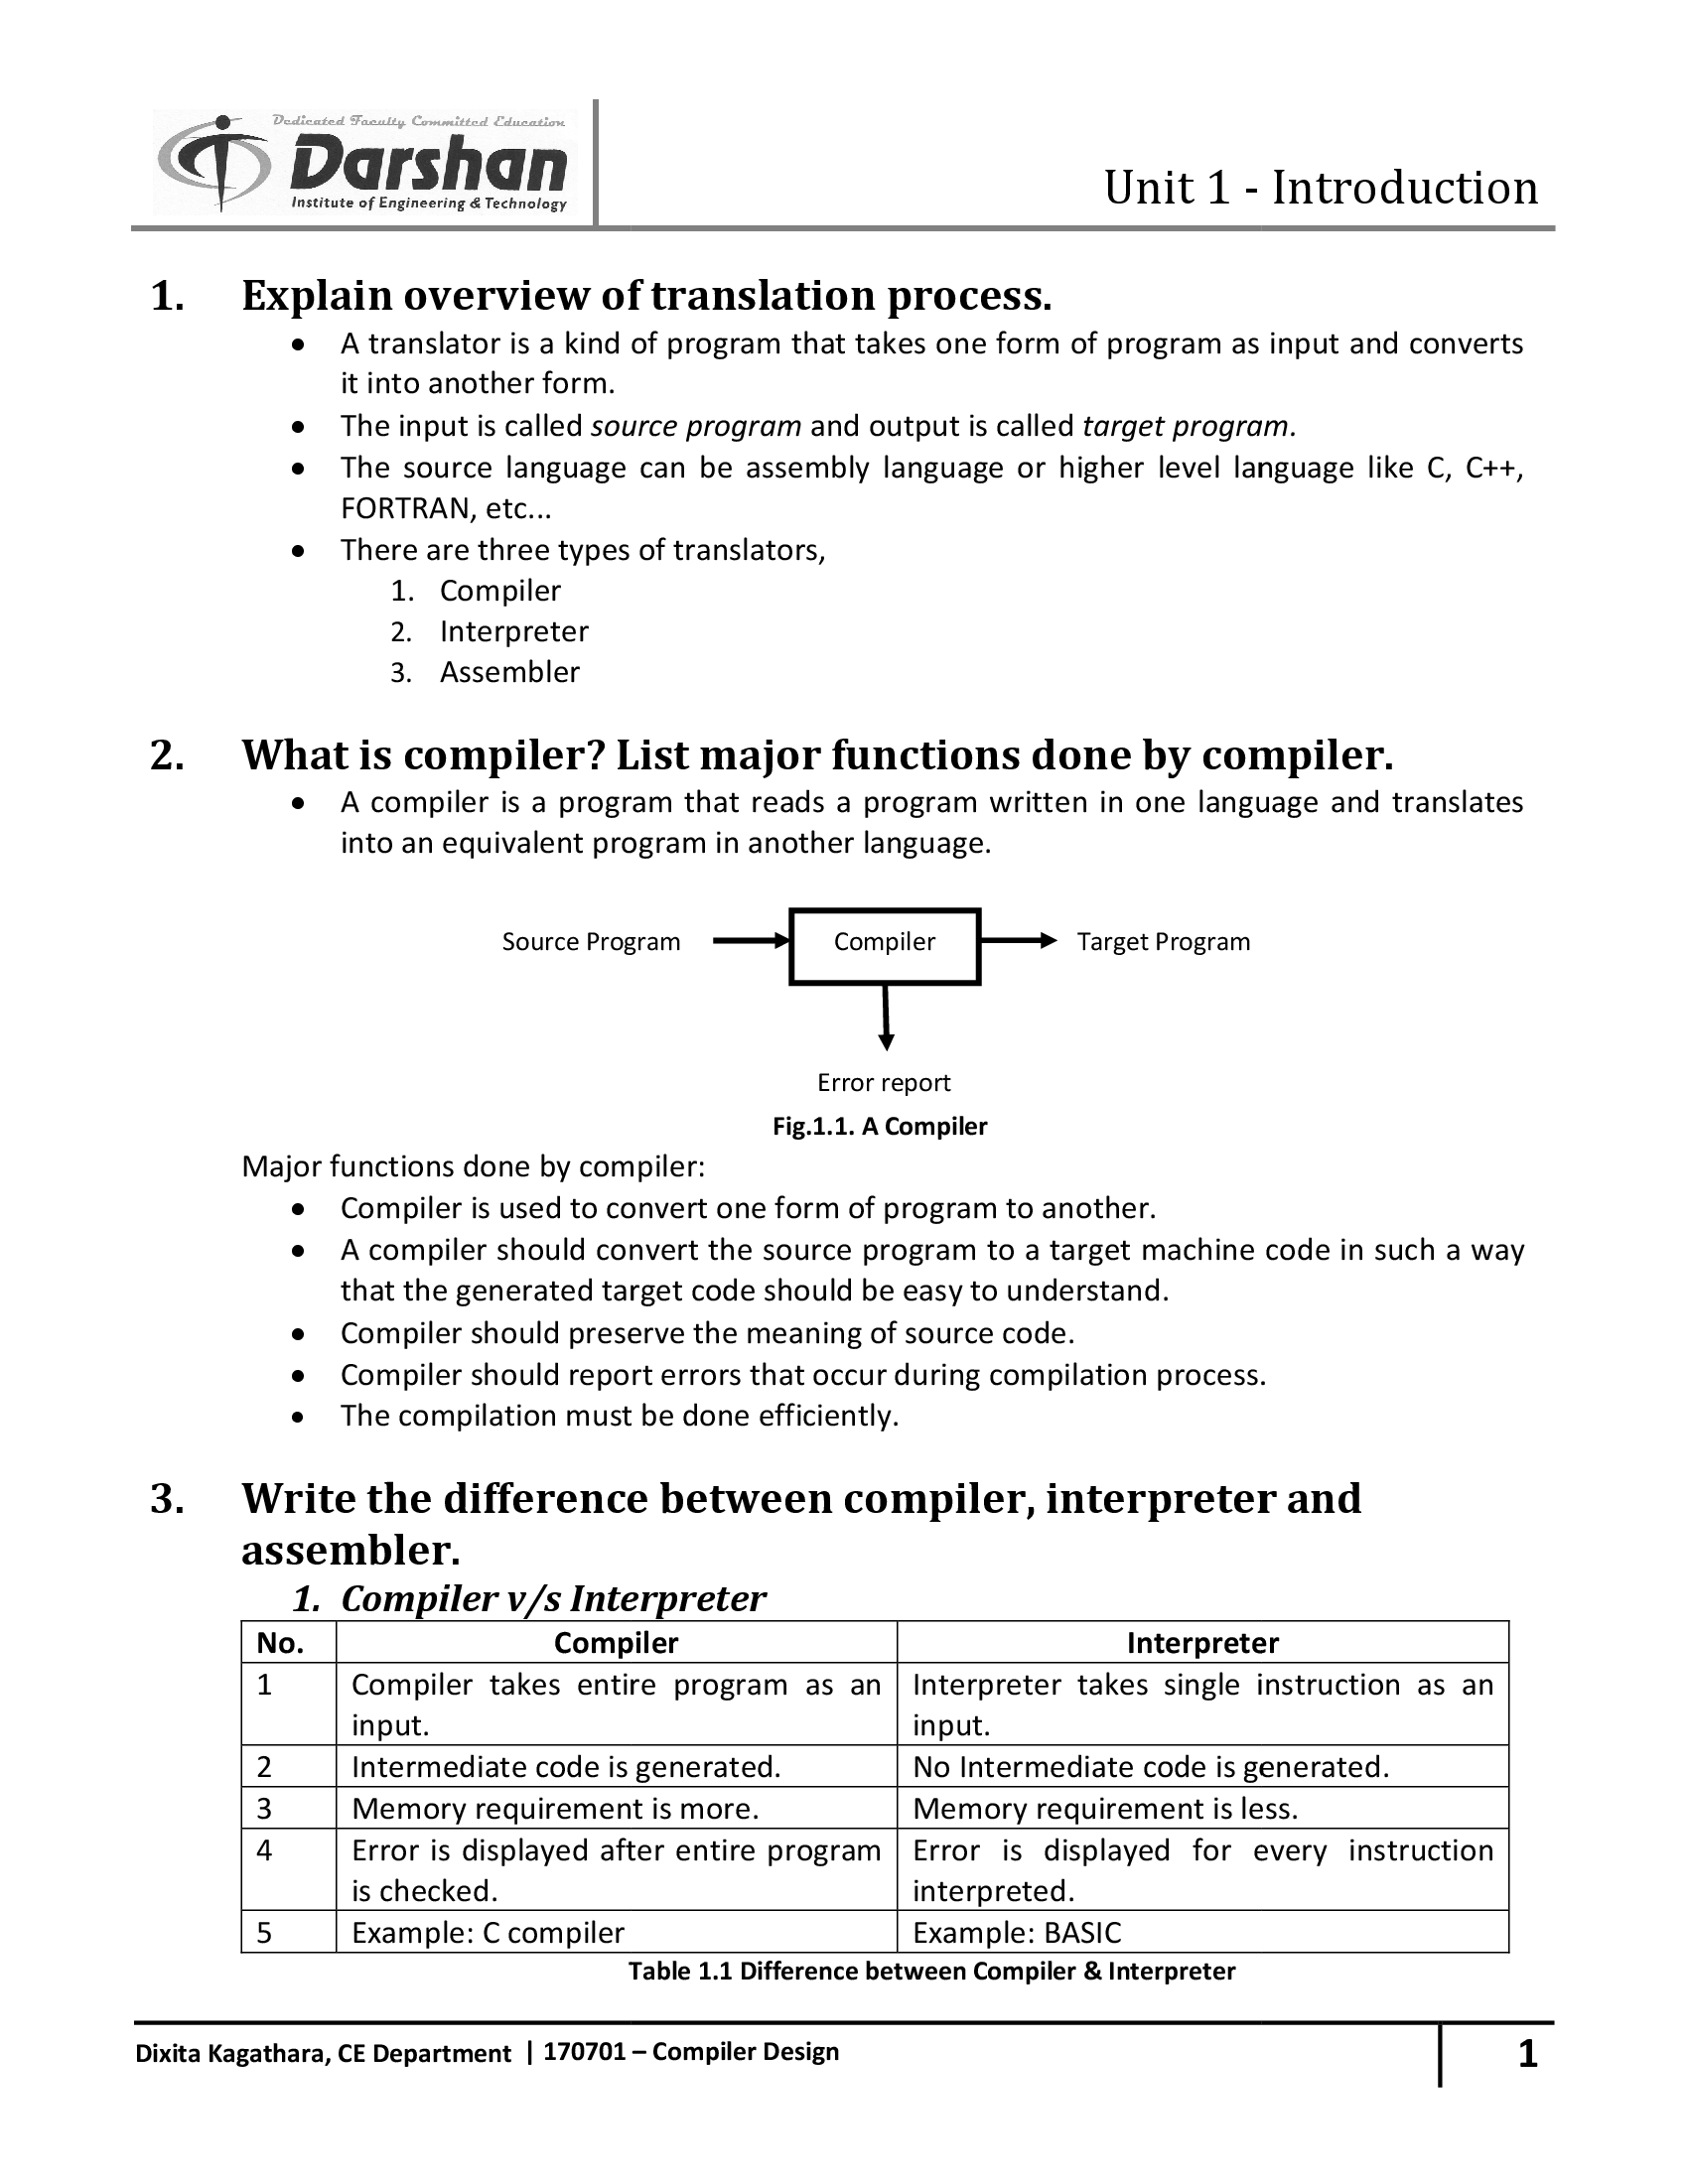 Dedicated Faculty Committed Education
Darshan
Institute of Engineering & Technology
Unit 1 - Introduction
1. Explain overview of translation process.
• A translator is a kind of program that takes one form of program as input and converts
it into another form.
• The input is called source program and output is called target program.
• The source language can be assembly language or higher level language like C, C++,
FORTRAN, etc...
• There are three types of translators,
1. Compiler
2. Interpreter
3. Assembler
2. What is compiler? List major functions done by compiler.
• A compiler is a program that reads a program written in one language and translates
into an equivalent program in another language.
Source Program Compiler Target Program
Error report
Fig.1.1. A Compiler
Major functions done by compiler:
• Compiler is used to convert one form of program to another.
• A compiler should convert the source program to a target machine code in such a way
that the generated target code should be easy to understand.
• Compiler should preserve the meaning of source code.
• Compiler should report errors that occur during compilation process.
• The compilation must be done efficiently.
3. Write the difference between compiler, interpreter and
assembler.
1. Compiler v/s Interpreter
No. Compiler Interpreter
1 Compiler takes entire program as an Interpreter takes single instruction as an
input. input.
2 Intermediate code is generated. No Intermediate code is generated.
3 Memory requirement is more. Memory requirement is less.
4 Error is displayed after entire program Error is displayed for every instruction
is checked. interpreted.
5 Example: C compiler Example: BASIC
Table 1.1 Difference between Compiler & Interpreter
Dixita Kagathara, CE Department | 170701 – Compiler Design 1